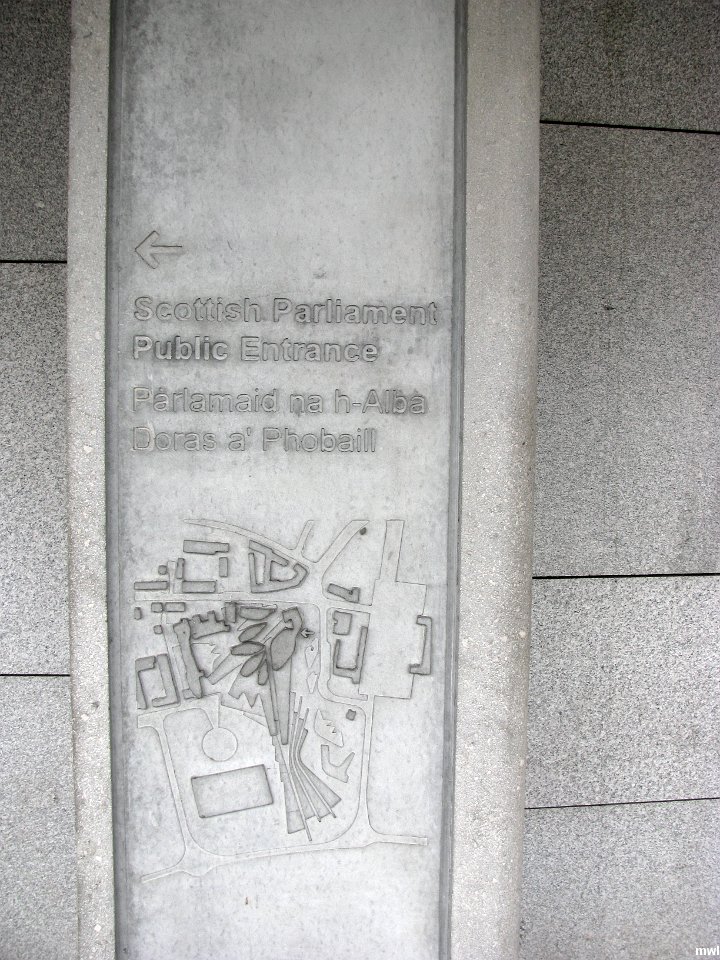 ←
Scottish Parliament
Public Entrance
Pàrlamaid na h-Alba
Doras a' Phobaill
mwl